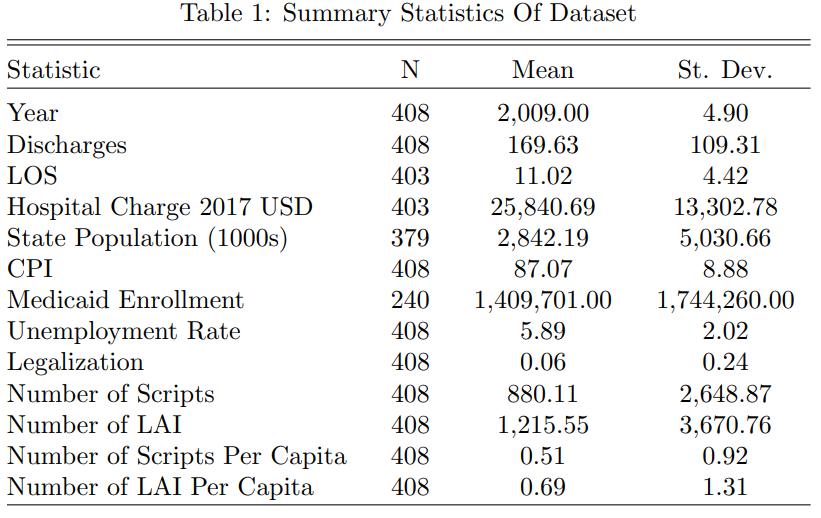 Table 1: Summary Statistics Of Dataset
Statistic N Mean St. Dev.
Year 408 2,009.00 4.90
Discharges 408 169.63 109.31
LOS 403 11.02 4.42
Hospital Charge 2017 USD 403 25,840.69 13,302.78
State Population (1000s) 379 2,842.19 5,030.66
CPI 408 87.07 8.88
Medicaid Enrollment 240 1,409,701.00 1,744,260.00
Unemployment Rate 408 5.89 2.02
Legalization 408 0.06 0.24
Number of Scripts 408 880.11 2,648.87
Number of LAI 408 1,215.55 3,670.76
Number of Scripts Per Capita 408 0.51 0.92
Number of LAI Per Capita 408 0.69 1.31